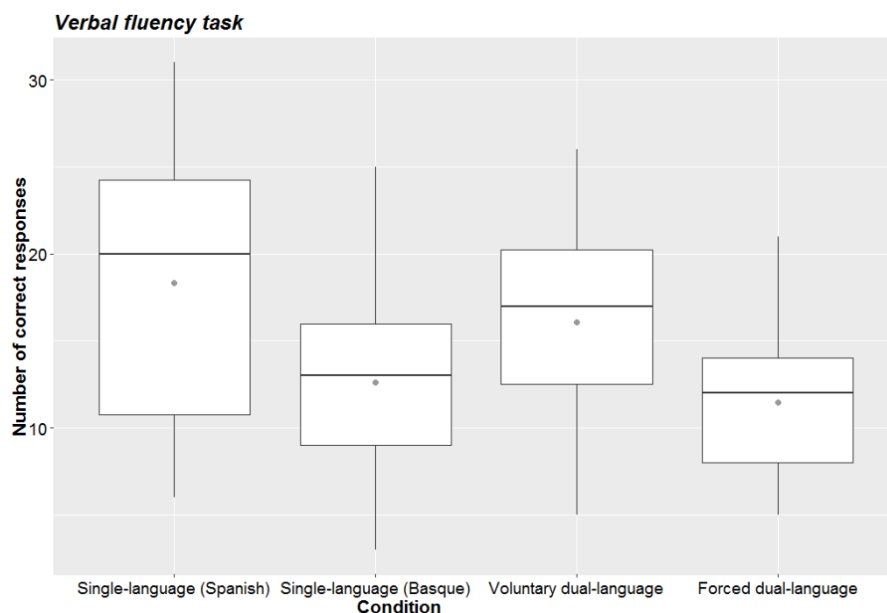 Verbal fluency task
Number of correct responses
30
20
10
Single-language (Spanish) Single-language (Basque) Voluntary dual-language Forced dual-language
Condition